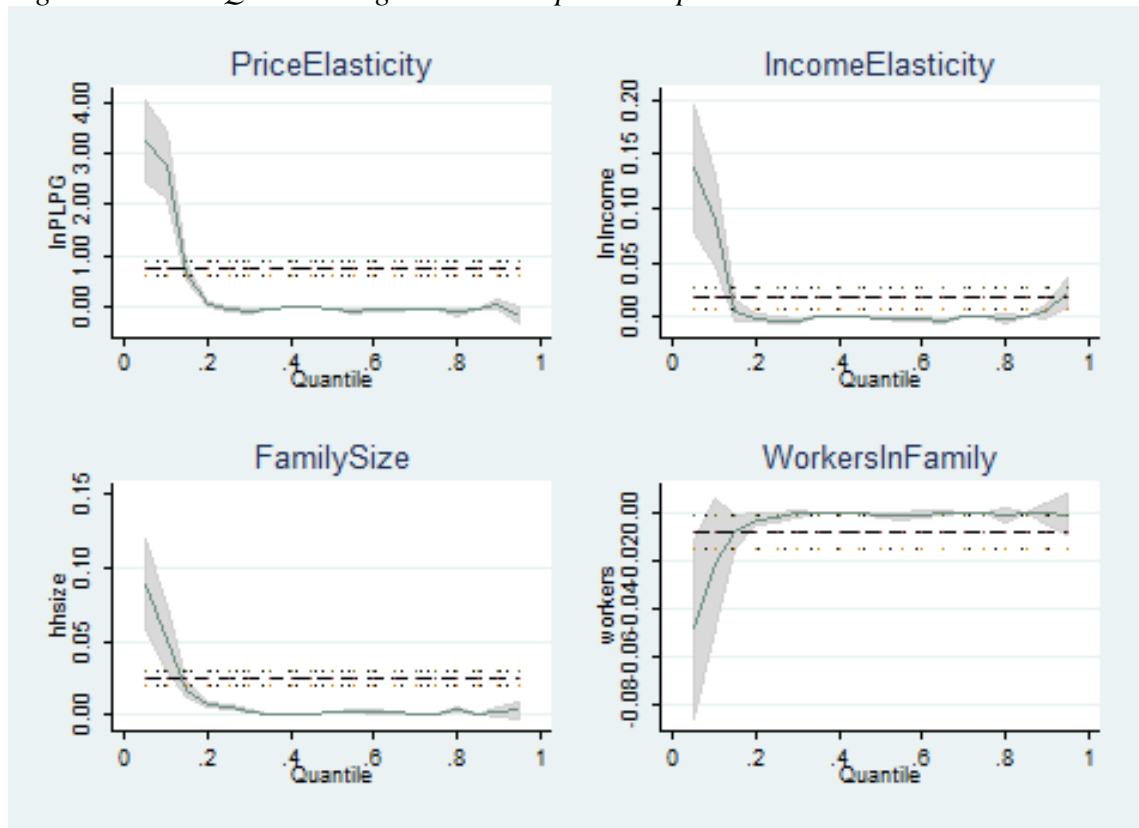 PriceElasticity
lnPLPG
0.00 1.00 2.00 3.00 4.00
0 .2 .4 .6 .8 1
Quantile
IncomeElasticity
lnIncome
0.00 0.05 0.10 0.15 0.20
0 .2 .4 .6 .8 1
Quantile
FamilySize
hhsize
0.00 0.05 0.10 0.15
0 .2 .4 .6 .8 1
Quantile
WorkersInFamily
workers
-0.08-0.06-0.04-0.020.00
0 .2 .4 .6 .8 1
Quantile